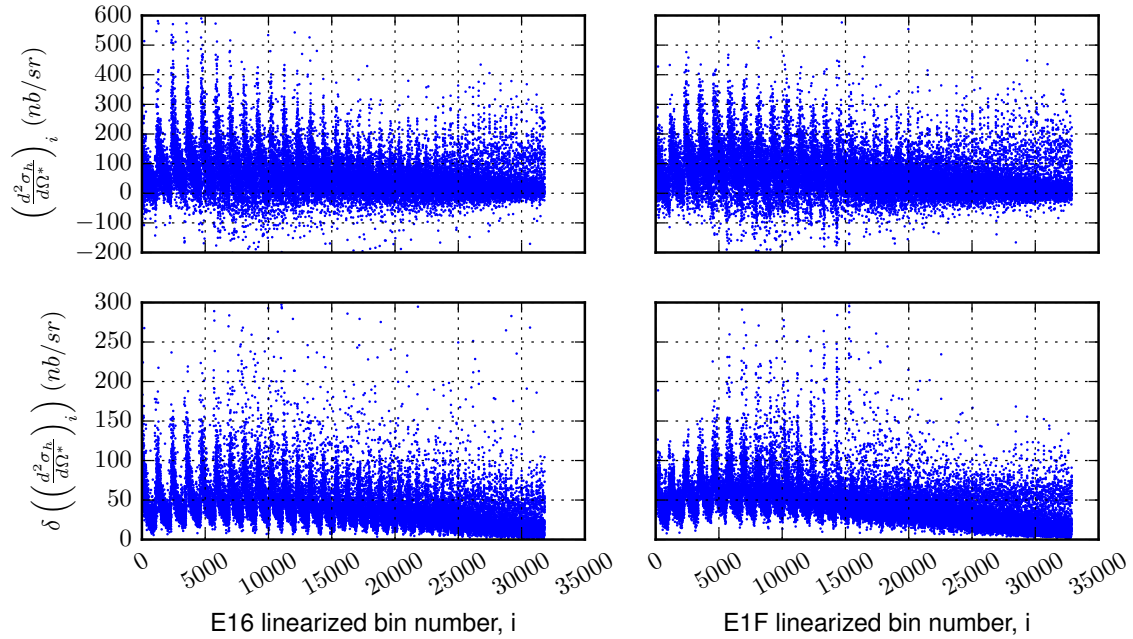 600
500
400
300
200
100
0
−100
−200
(d²σₕ/dΩ*)ᵢ (nb/sr)
300
250
200
150
100
50
0
δ((d²σₕ/dΩ*)ᵢ) (nb/sr)
0 5000 10000 15000 20000 25000 30000 35000
0 5000 10000 15000 20000 25000 30000 35000
E16 linearized bin number, i
E1F linearized bin number, i